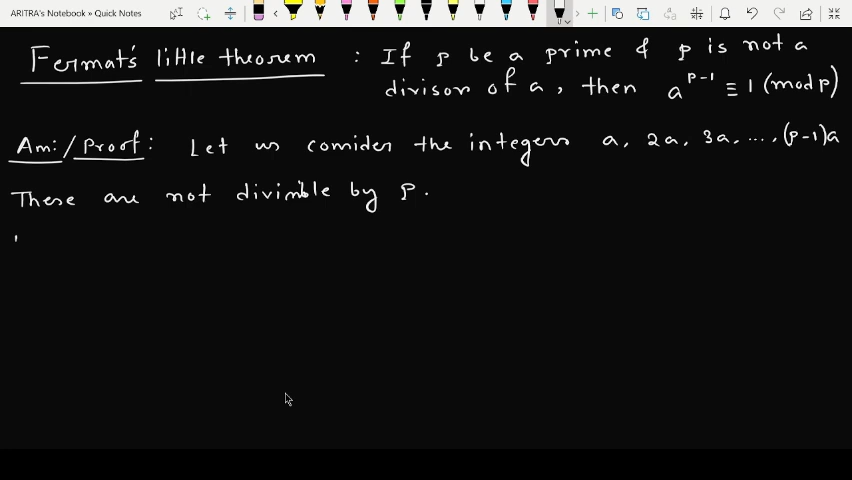 ARITRA's Notebook » Quick Notes
Fermat's little theorem : If p be a prime & p is not a
divisor of a, then a^{p-1} ≡ 1 (mod p)
Ans: / Proof: Let us consider the integers a, 2a, 3a, ...., (p-1)a
These are not divisible by p.